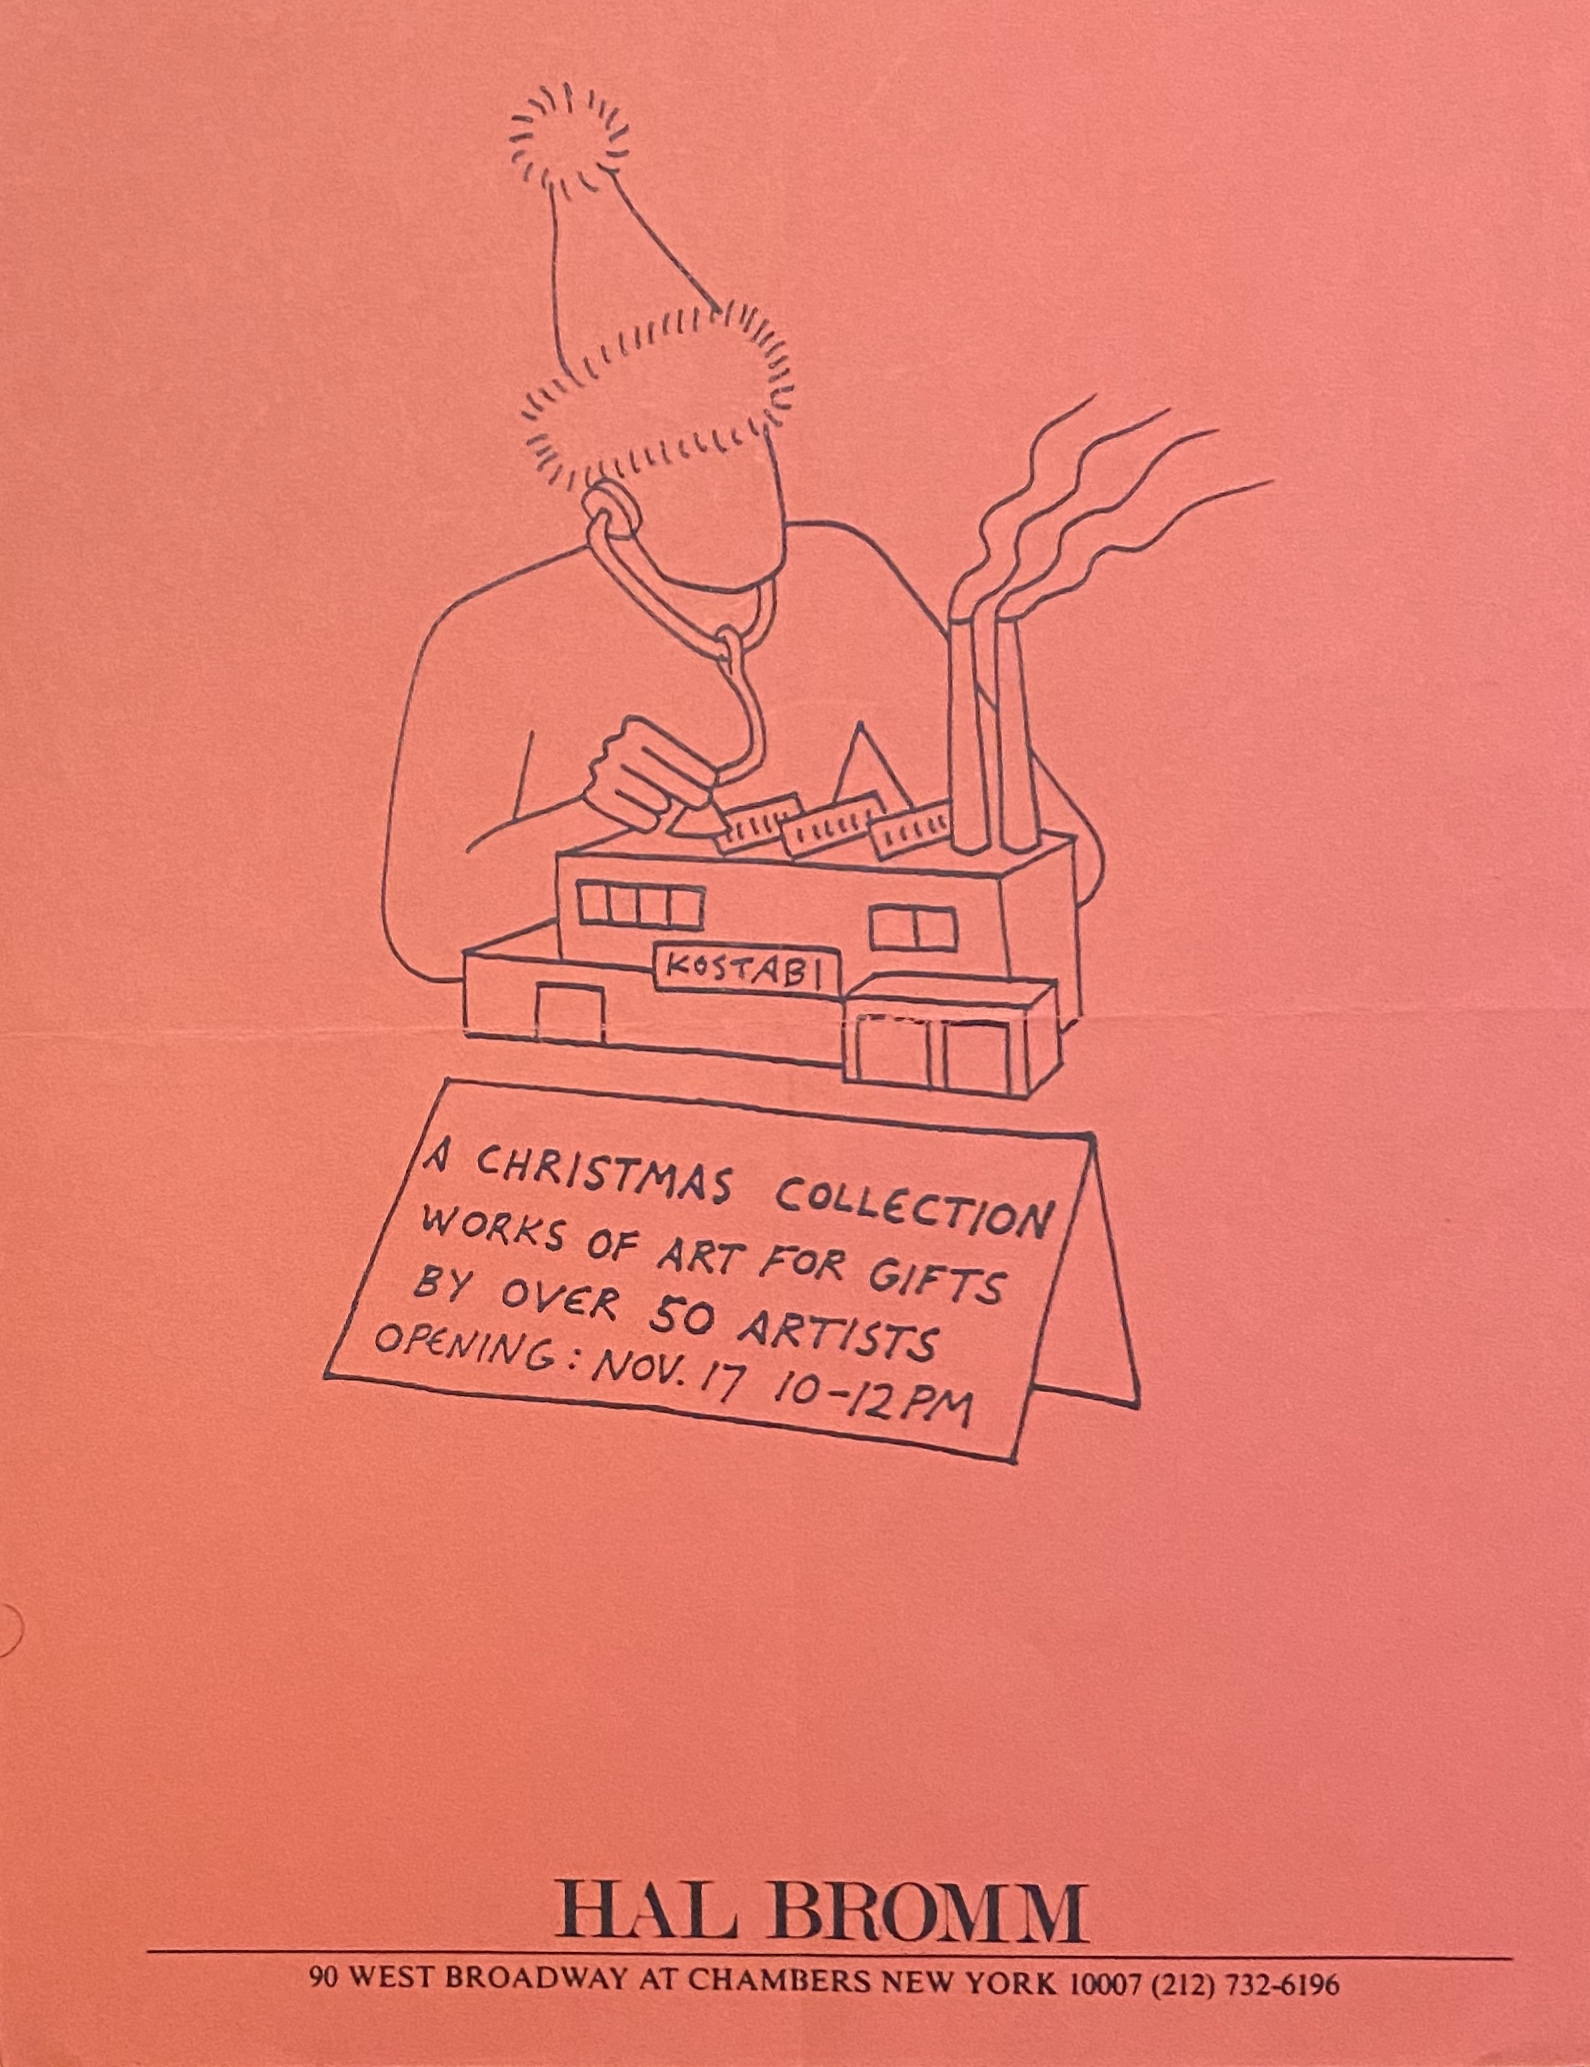 KOSTABI
A CHRISTMAS COLLECTION
WORKS OF ART FOR GIFTS
BY OVER 50 ARTISTS
OPENING: NOV. 17 10-12PM
HAL BROMM
90 WEST BROADWAY AT CHAMBERS NEW YORK 10007 (212) 732-6196